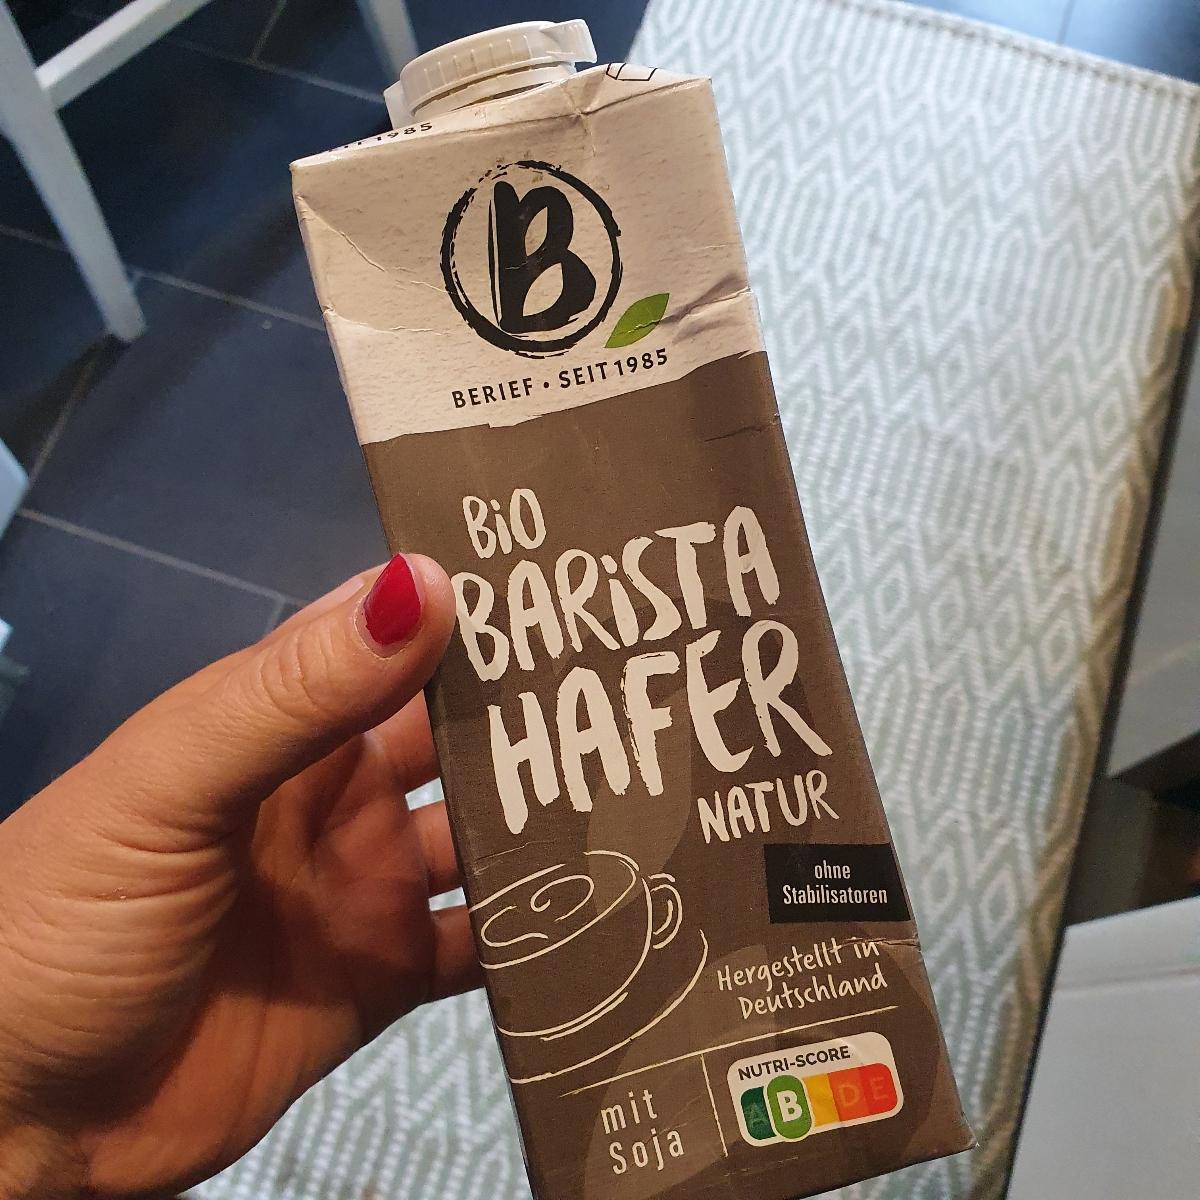 1985
B
BERIEF • SEIT 1985
BiO
BARiSTA
HAFER
NATUR
ohne
Stabilisatoren
Hergestellt in
Deutschland
mit
Soja
NUTRI-SCORE
A B D E